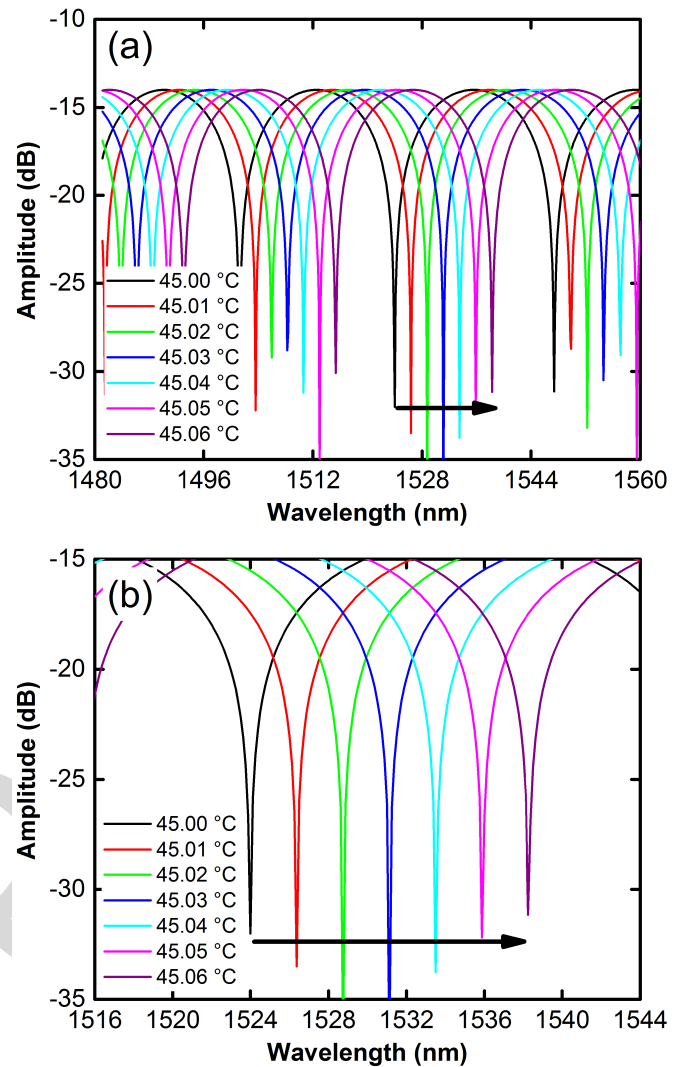 -10
(a)
-15
-20
-25
-30
-35
Amplitude (dB)
45.00 °C
45.01 °C
45.02 °C
45.03 °C
45.04 °C
45.05 °C
45.06 °C
1480 1496 1512 1528 1544 1560
Wavelength (nm)
-15
(b)
-20
-25
-30
-35
Amplitude (dB)
45.00 °C
45.01 °C
45.02 °C
45.03 °C
45.04 °C
45.05 °C
45.06 °C
1516 1520 1524 1528 1532 1536 1540 1544
Wavelength (nm)